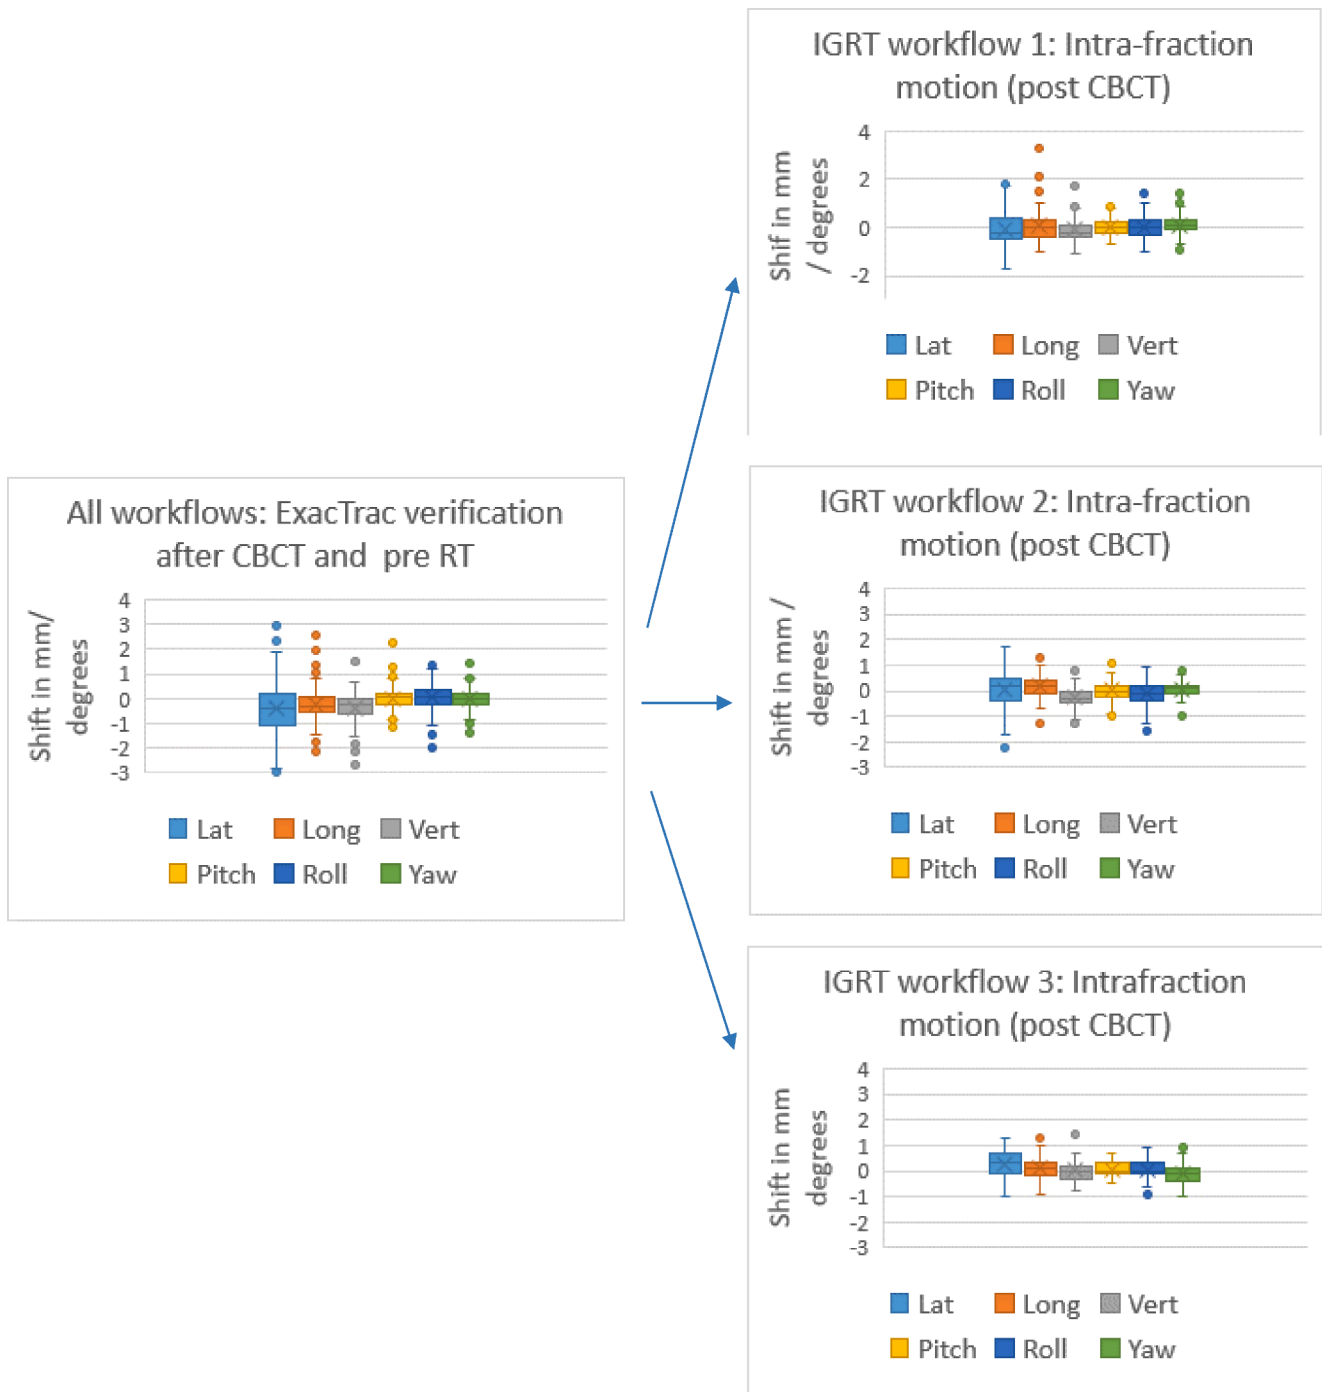 IGRT workflow 1: Intra-fraction
motion (post CBCT)
Shif in mm
/ degrees
4
2
0
-2
Lat Long Vert
Pitch Roll Yaw
All workflows: ExacTrac verification
after CBCT and pre RT
Shift in mm/
degrees
4
3
2
1
0
-1
-2
-3
Lat Long Vert
Pitch Roll Yaw
IGRT workflow 2: Intra-fraction
motion (post CBCT)
Shift in mm /
degrees
4
3
2
1
0
-1
-2
-3
Lat Long Vert
Pitch Roll Yaw
IGRT workflow 3: Intrafraction
motion (post CBCT)
Shift in mm
degrees
4
3
2
1
0
-1
-2
-3
Lat Long Vert
Pitch Roll Yaw